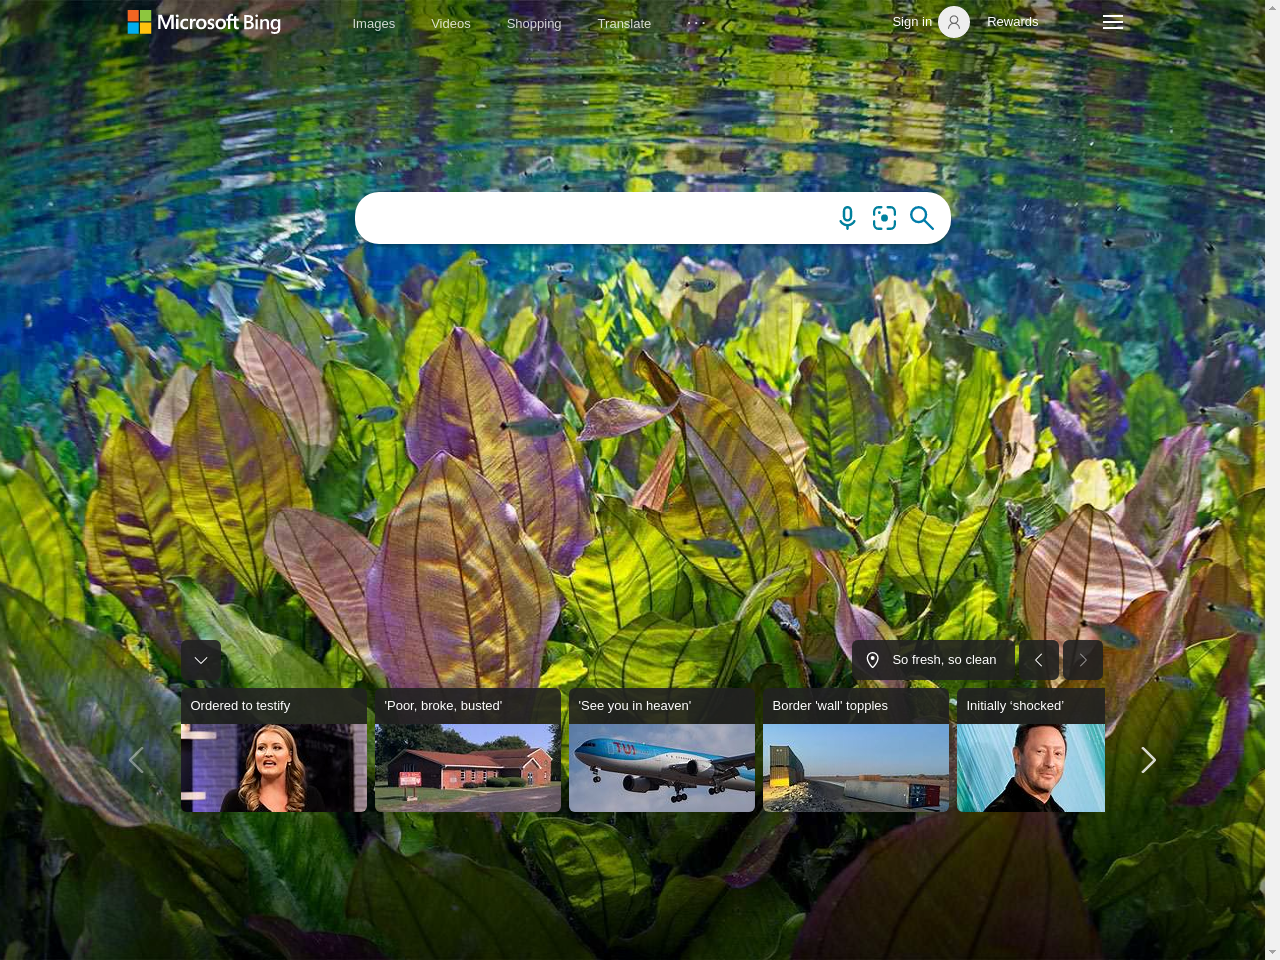 Microsoft Bing
Images
Videos
Shopping
Translate
Sign in
Rewards
So fresh, so clean
Ordered to testify
'Poor, broke, busted'
'See you in heaven'
Border 'wall' topples
Initially ‘shocked’
TUI